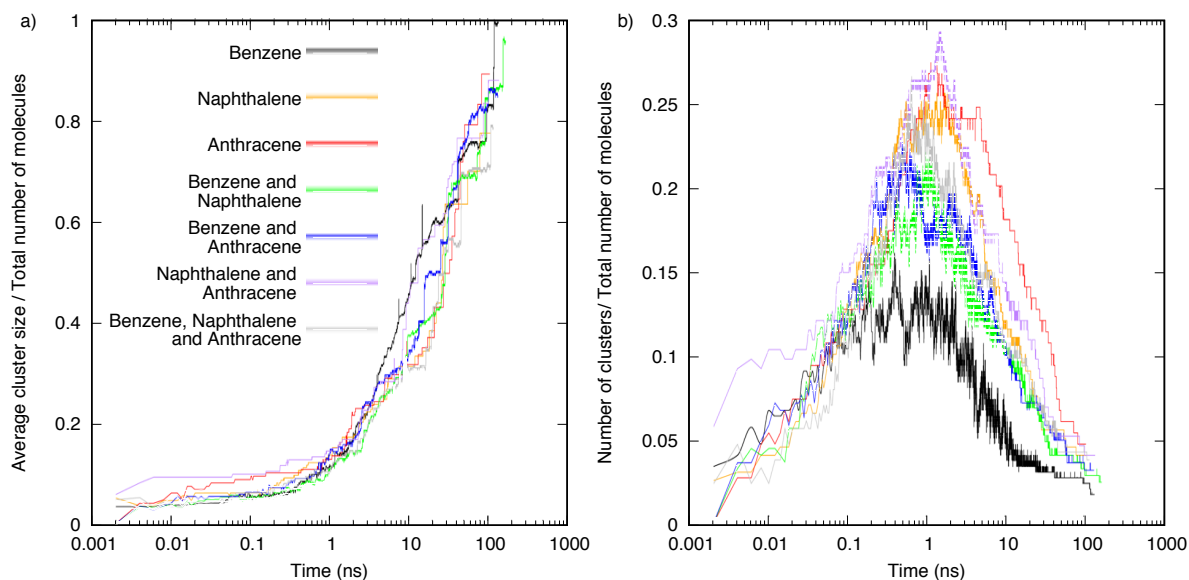 a)
Average cluster size / Total number of molecules
1
0.8
0.6
0.4
0.2
0
Benzene
Naphthalene
Anthracene
Benzene and
Naphthalene
Benzene and
Anthracene
Naphthalene and
Anthracene
Benzene, Naphthalene
and Anthracene
0.001 0.01 0.1 1 10 100 1000
Time (ns)
b)
Number of clusters/ Total number of molecules
0.3
0.25
0.2
0.15
0.1
0.05
0
0.001 0.01 0.1 1 10 100 1000
Time (ns)